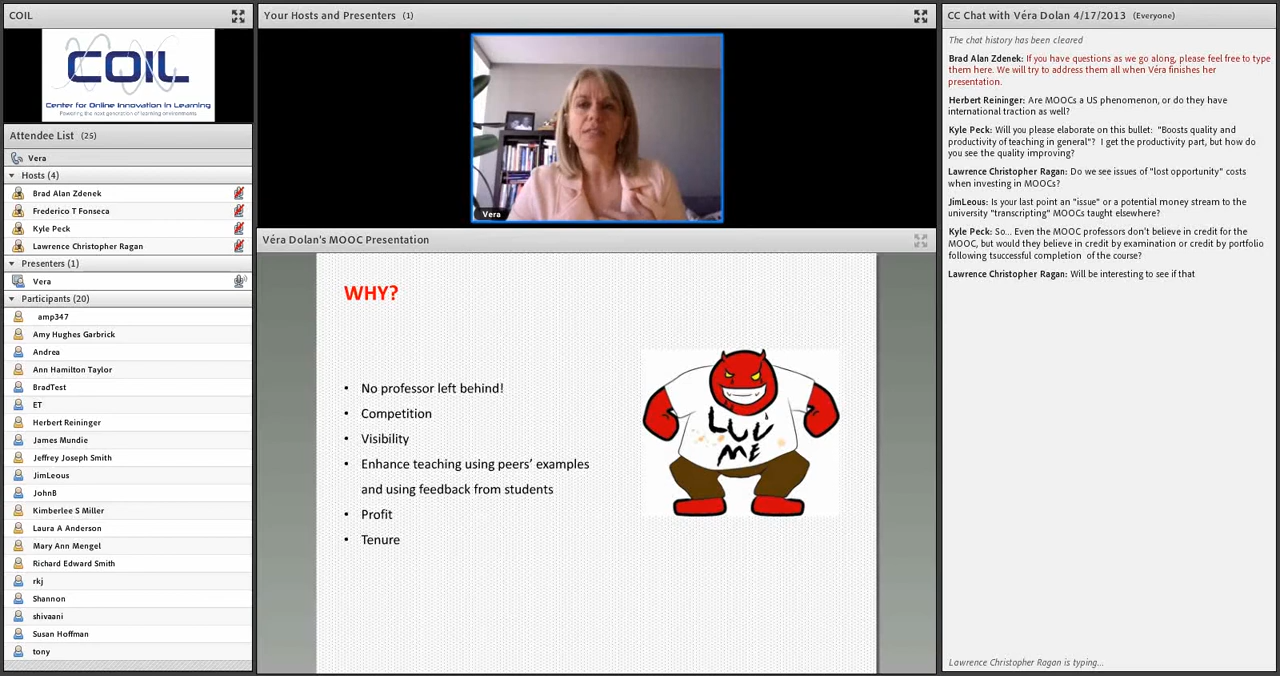 COIL
COIL
Center for Online Innovation in Learning
Powering the next generation of learning environments
Attendee List (25)
Vera
Hosts (4)
Brad Alan Zdenek
Frederico T Fonseca
Kyle Peck
Lawrence Christopher Ragan
Presenters (1)
Vera
Participants (20)
amp347
Amy Hughes Garbrick
Andrea
Ann Hamilton Taylor
BradTest
ET
Herbert Reininger
James Mundie
Jeffrey Joseph Smith
JimLeous
JohnB
Kimberlee S Miller
Laura A Anderson
Mary Ann Mengel
Richard Edward Smith
rkj
Shannon
shivaani
Susan Hoffman
tony
Your Hosts and Presenters (1)
Vera
Véra Dolan's MOOC Presentation
WHY?
• No professor left behind!
• Competition
• Visibility
• Enhance teaching using peers’ examples
and using feedback from students
• Profit
• Tenure
LUV
ME
CC Chat with Véra Dolan 4/17/2013 (Everyone)
The chat history has been cleared
Brad Alan Zdenek: If you have questions as we go along, please feel free to type
them here. We will try to address them all when Véra finishes her
presentation.
Herbert Reininger: Are MOOCs a US phenomenon, or do they have
international traction as well?
Kyle Peck: Will you please elaborate on this bullet: "Boosts quality and
productivity of teaching in general"? I get the productivity part, but how do
you see the quality improving?
Lawrence Christopher Ragan: Do we see issues of "lost opportunity" costs
when investing in MOOCs?
JimLeous: Is your last point an "issue" or a potential money stream to the
university "transcripting" MOOCs taught elsewhere?
Kyle Peck: So... Even the MOOC professors don't believe in credit for the
MOOC, but would they believe in credit by examination or credit by portfolio
following tsuccessful completion of the course?
Lawrence Christopher Ragan: Will be interesting to see if that
Lawrence Christopher Ragan is typing...